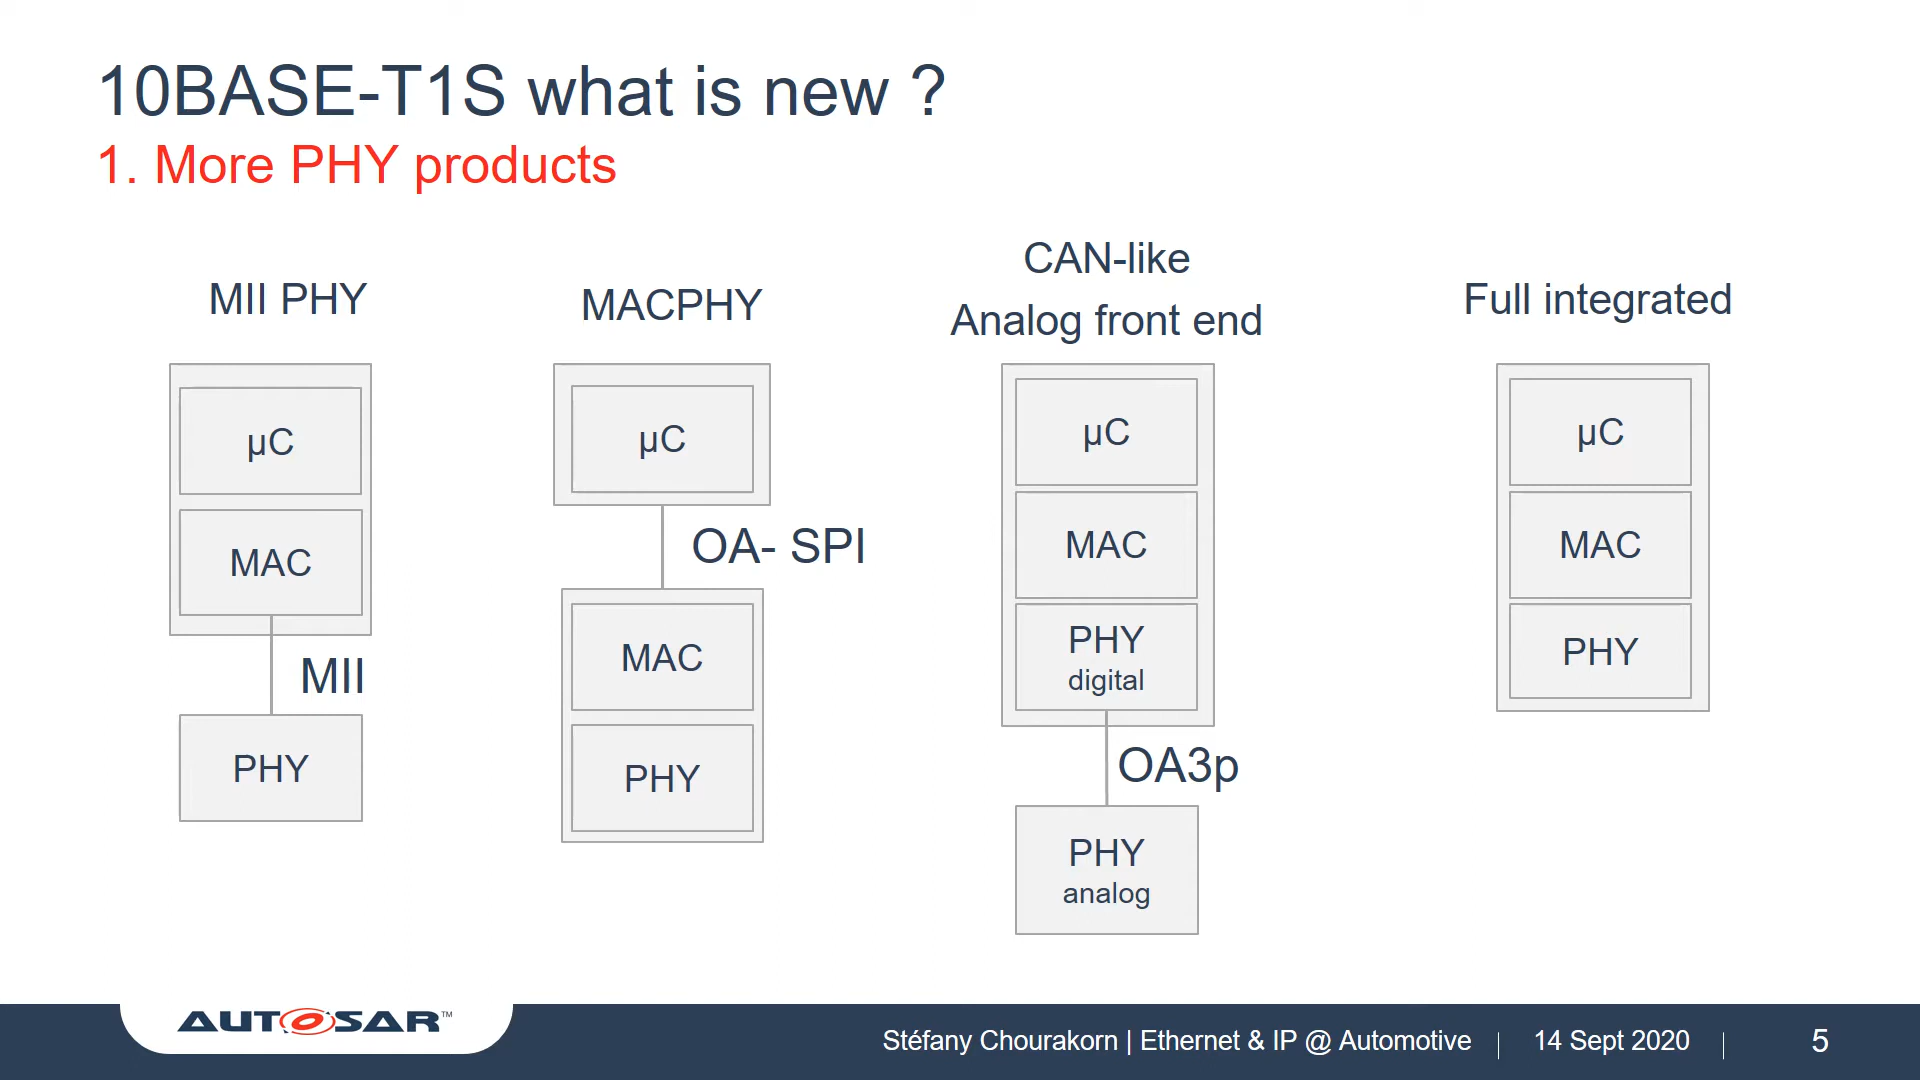 10BASE-T1S what is new ?
1. More PHY products
MII PHY
µC
MAC
MII
PHY
MACPHY
µC
OA- SPI
MAC
PHY
CAN-like
Analog front end
µC
MAC
PHY
digital
OA3p
PHY
analog
Full integrated
µC
MAC
PHY
AUTOSAR™
Stéfany Chourakorn | Ethernet & IP @ Automotive | 14 Sept 2020 | 5